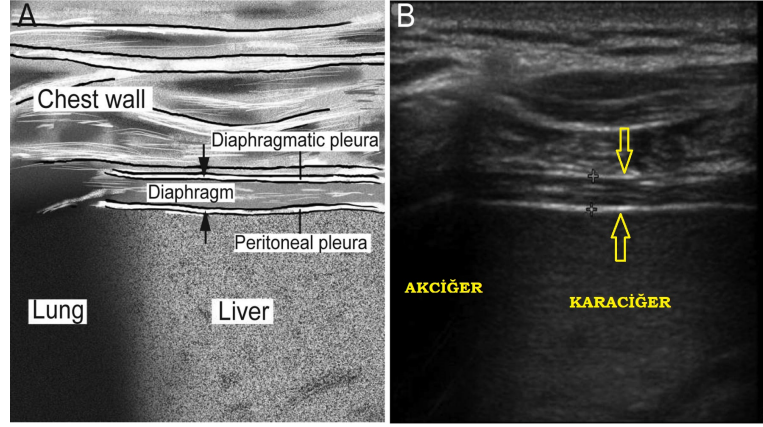 A
Chest wall
Diaphragmatic pleura
Diaphragm
Peritoneal pleura
Lung
Liver
B
AKCİĞER
KARACİĞER